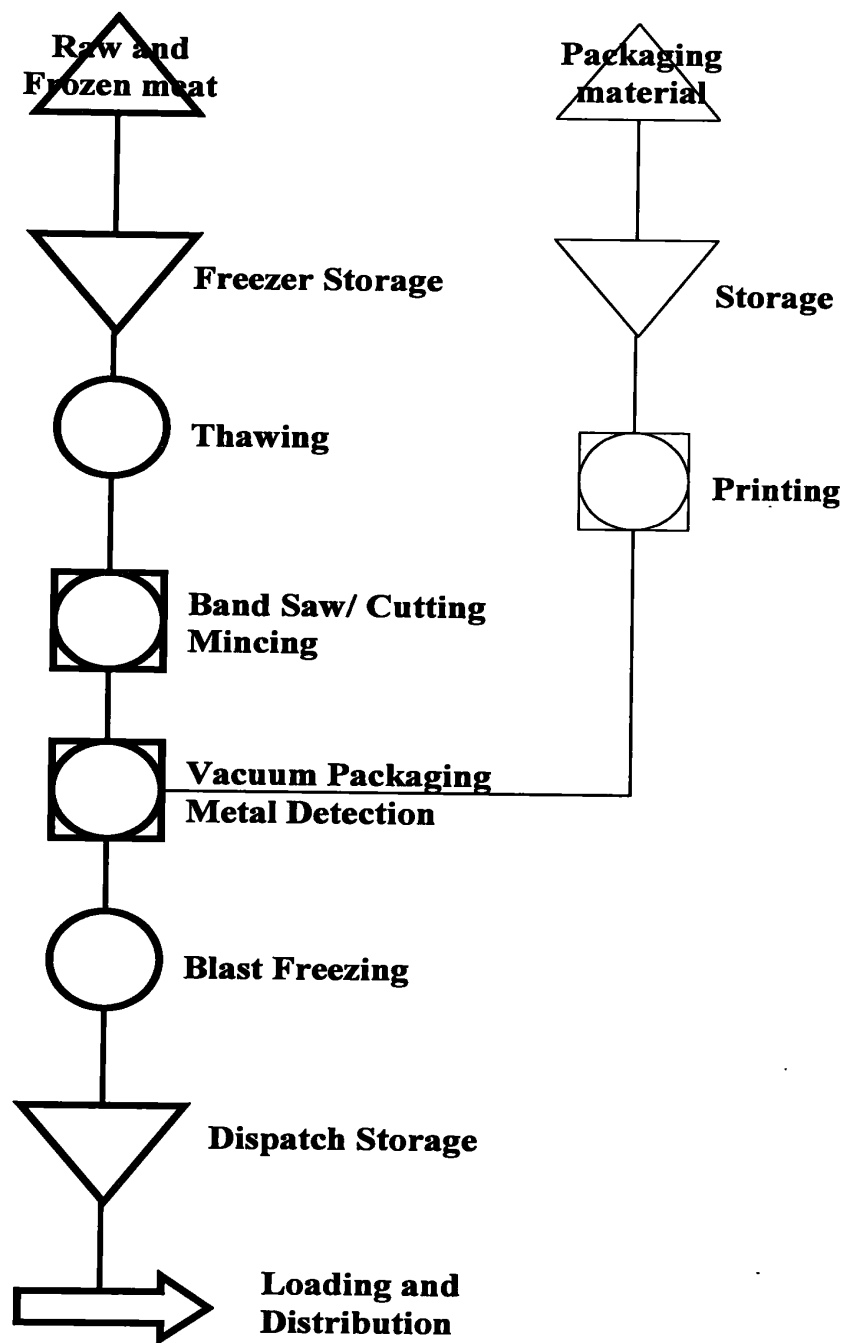 Raw and
Frozen meat
Packaging
material
Freezer Storage
Storage
Thawing
Printing
Band Saw/ Cutting
Mincing
Vacuum Packaging
Metal Detection
Blast Freezing
Dispatch Storage
Loading and
Distribution